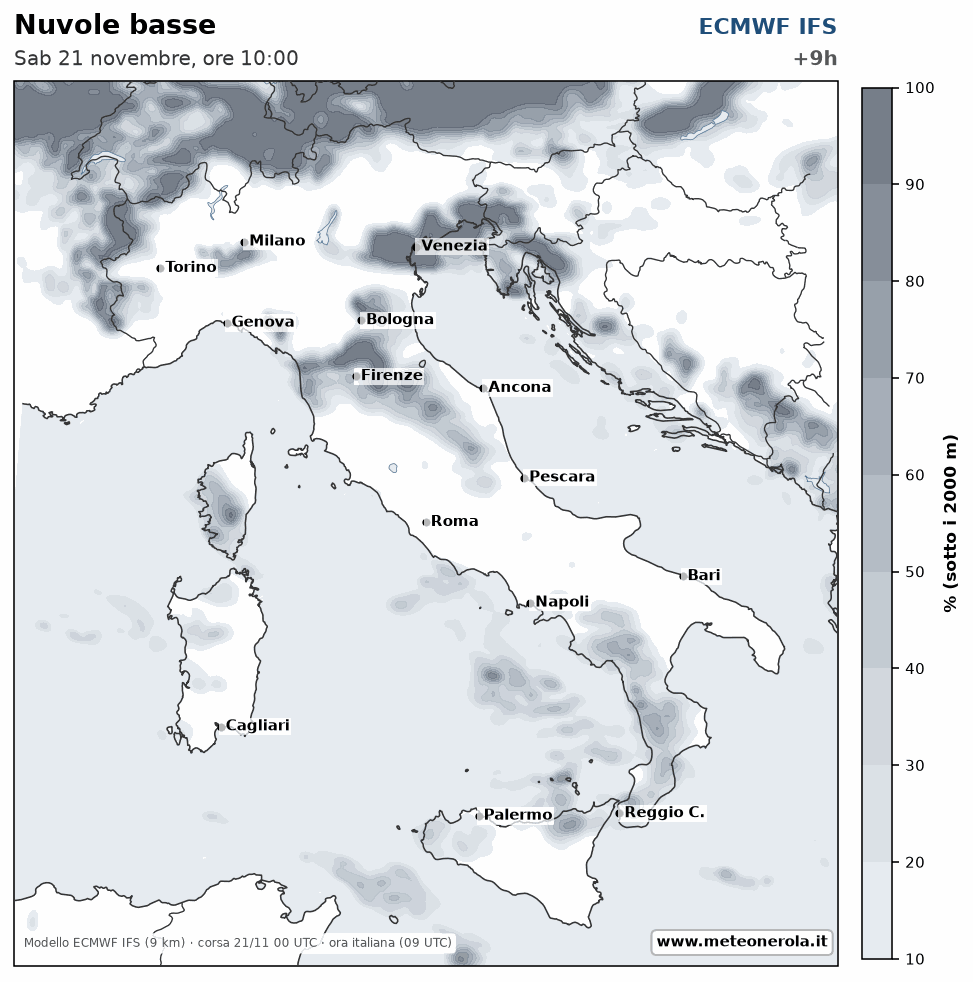 Nuvole basse
ECMWF IFS
Sab 21 novembre, ore 10:00
+9h
100
90
80
70
60
50
40
30
20
10
% (sotto i 2000 m)
Milano
Venezia
Torino
Genova
Bologna
Firenze
Ancona
Pescara
Roma
Bari
Napoli
Cagliari
Palermo
Reggio C.
Modello ECMWF IFS (9 km) · corsa 21/11 00 UTC · ora italiana (09 UTC)
www.meteonerola.it